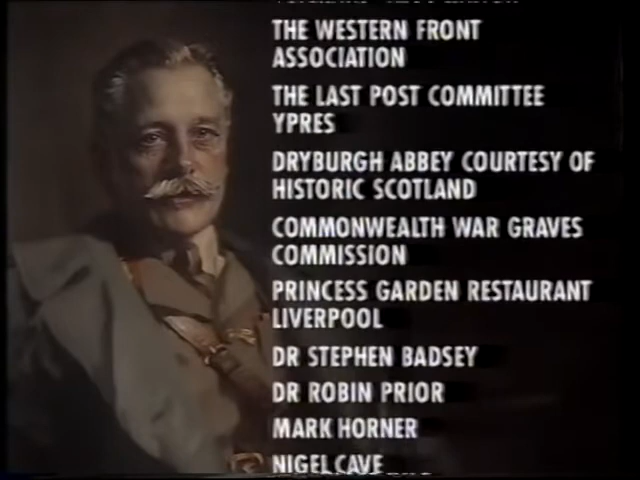 THE WESTERN FRONT
ASSOCIATION
THE LAST POST COMMITTEE
YPRES
DRYBURGH ABBEY COURTESY OF
HISTORIC SCOTLAND
COMMONWEALTH WAR GRAVES
COMMISSION
PRINCESS GARDEN RESTAURANT
LIVERPOOL
DR STEPHEN BADSEY
DR ROBIN PRIOR
MARK HORNER
NIGEL CAVE